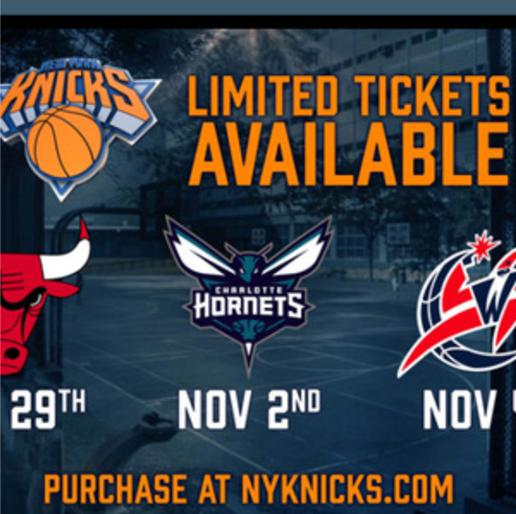 NEW YORK
KNICKS
LIMITED TICKETS
AVAILABLE
CHARLOTTE
HORNETS
W
29TH
NOV 2ND
NOV
PURCHASE AT NYKNICKS.COM